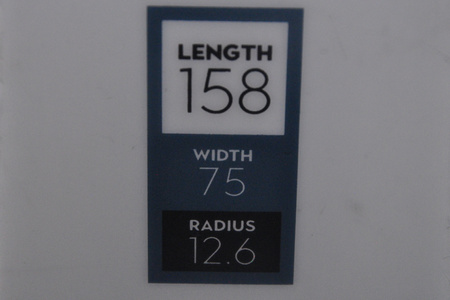 LENGTH
158
WIDTH
75
RADIUS
12.6